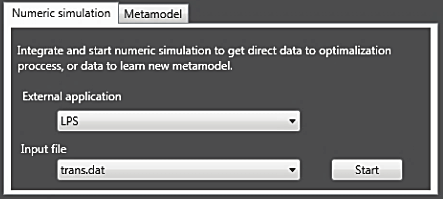 Numeric simulation Metamodel
Integrate and start numeric simulation to get direct data to optimalization
proccess, or data to learn new metamodel.
External application
LPS
Input file
trans.dat Start